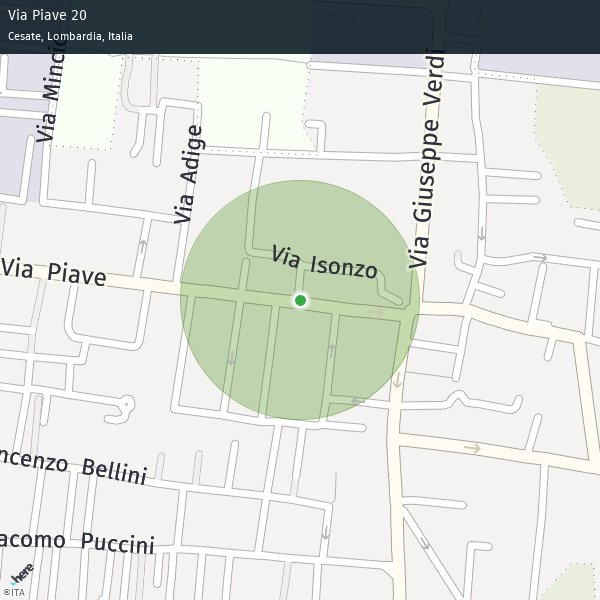 Via Piave 20
Cesate, Lombardia, Italia
Via Mincio
Via Adige
Via Giuseppe Verdi
Via Isonzo
Via Piave
ncenzo Bellini
acomo Puccini
here
©ITA